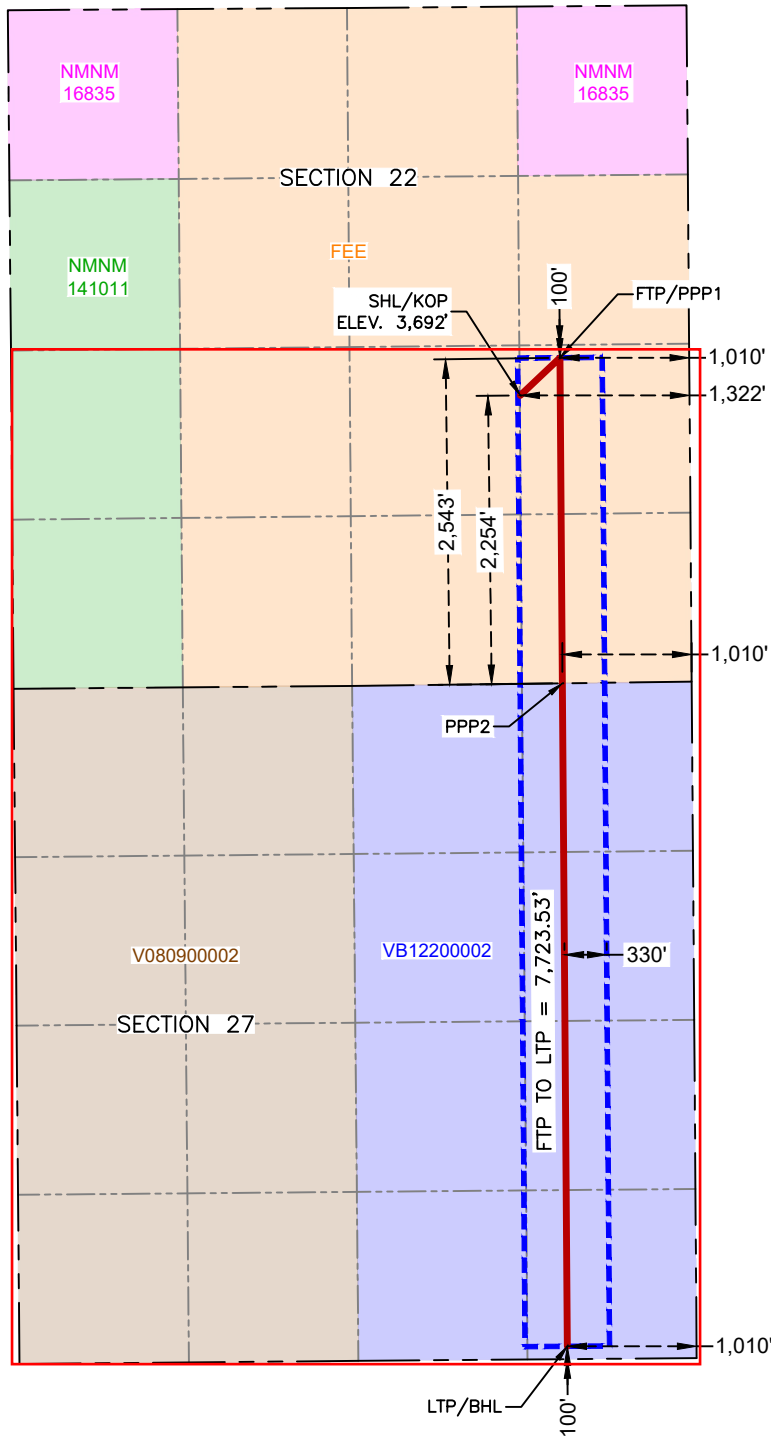 NMNM
16835
NMNM
16835
SECTION 22
FEE
NMNM
141011
SHL/KOP
ELEV. 3,692'
100'
FTP/PPP1
1,010'
1,322'
2,543'
2,254'
1,010'
PPP2
V080900002
VB12200002
330'
FTP TO LTP = 7,723.53'
SECTION 27
1,010'
LTP/BHL
100'